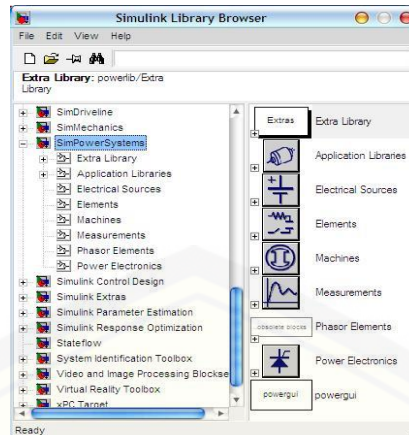 Simulink Library Browser
File Edit View Help
Extra Library: powerlib/Extra
Library
SimDriveline
SimMechanics
SimPowerSystems
Extra Library
Application Libraries
Electrical Sources
Elements
Machines
Measurements
Phasor Elements
Power Electronics
Simulink Control Design
Simulink Extras
Simulink Parameter Estimation
Simulink Response Optimization
Stateflow
System Identification Toolbox
Video and Image Processing Blockse
Virtual Reality Toolbox
xPC Target
Extras Extra Library
Application Libraries
Electrical Sources
Elements
Machines
Measurements
obsolete blocks Phasor Elements
Power Electronics
powergui powergui
Ready